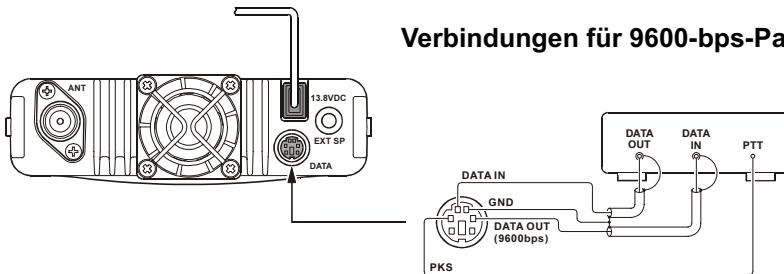 Verbindungen für 9600-bps-Pa
ANT
13.8VDC
EXT SP
DATA
DATA OUT
DATA IN
PTT
DATA IN
GND
DATA OUT
(9600bps)
PKS